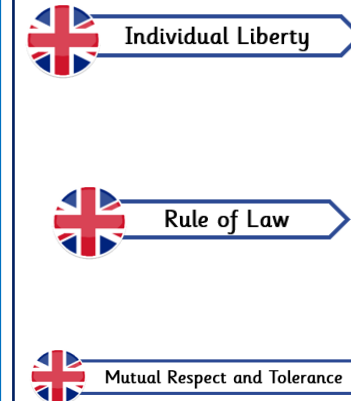 Individual Liberty
Rule of Law
Mutual Respect and Tolerance